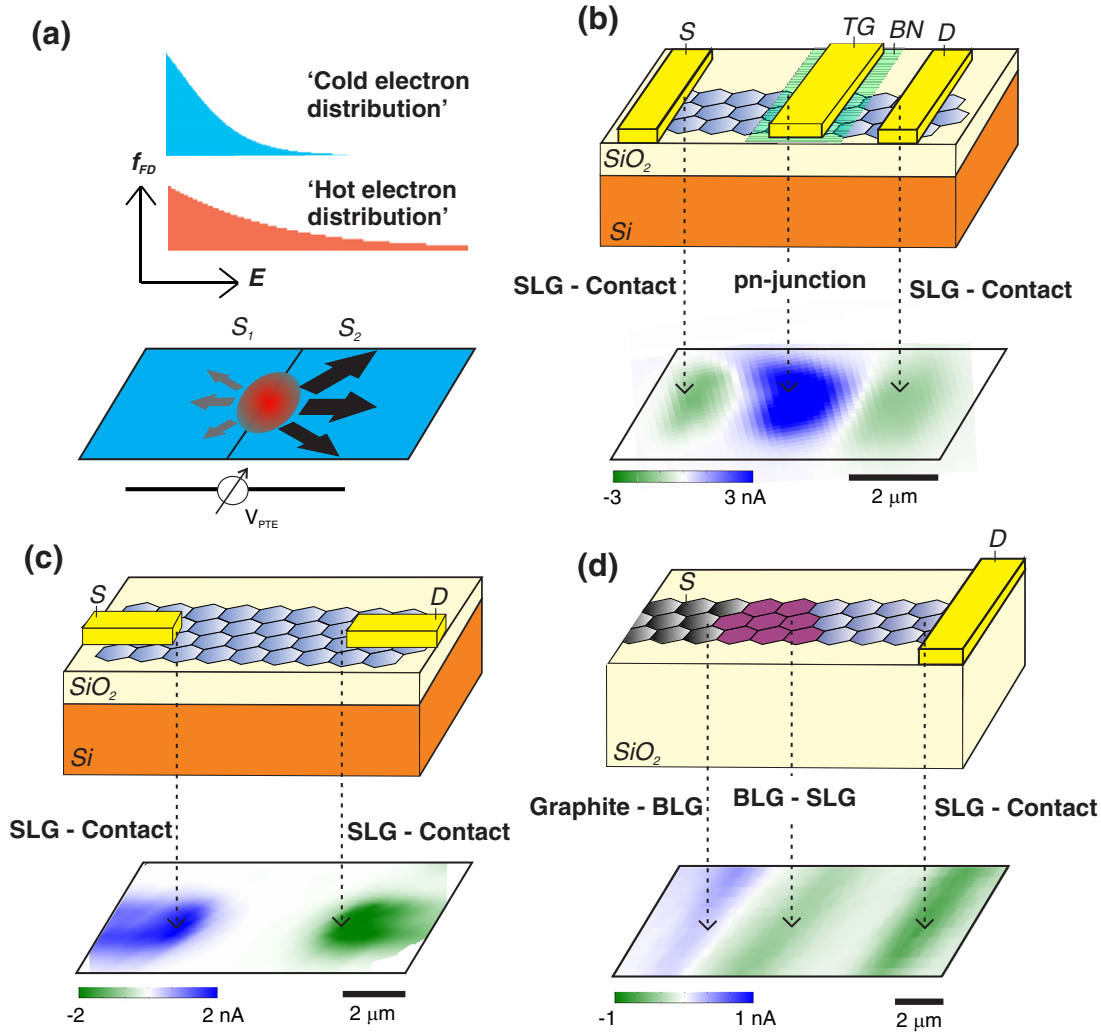 (a)
'Cold electron
distribution'
f_FD
'Hot electron
distribution'
E
S₁ S₂
V_PTE
(b)
S TG BN D
SiO₂
Si
SLG - Contact pn-junction SLG - Contact
-3 3 nA 2 µm
(c)
S D
SiO₂
Si
SLG - Contact SLG - Contact
-2 2 nA 2 µm
(d)
D
S
SiO₂
Graphite - BLG BLG - SLG SLG - Contact
-1 1 nA 2 µm